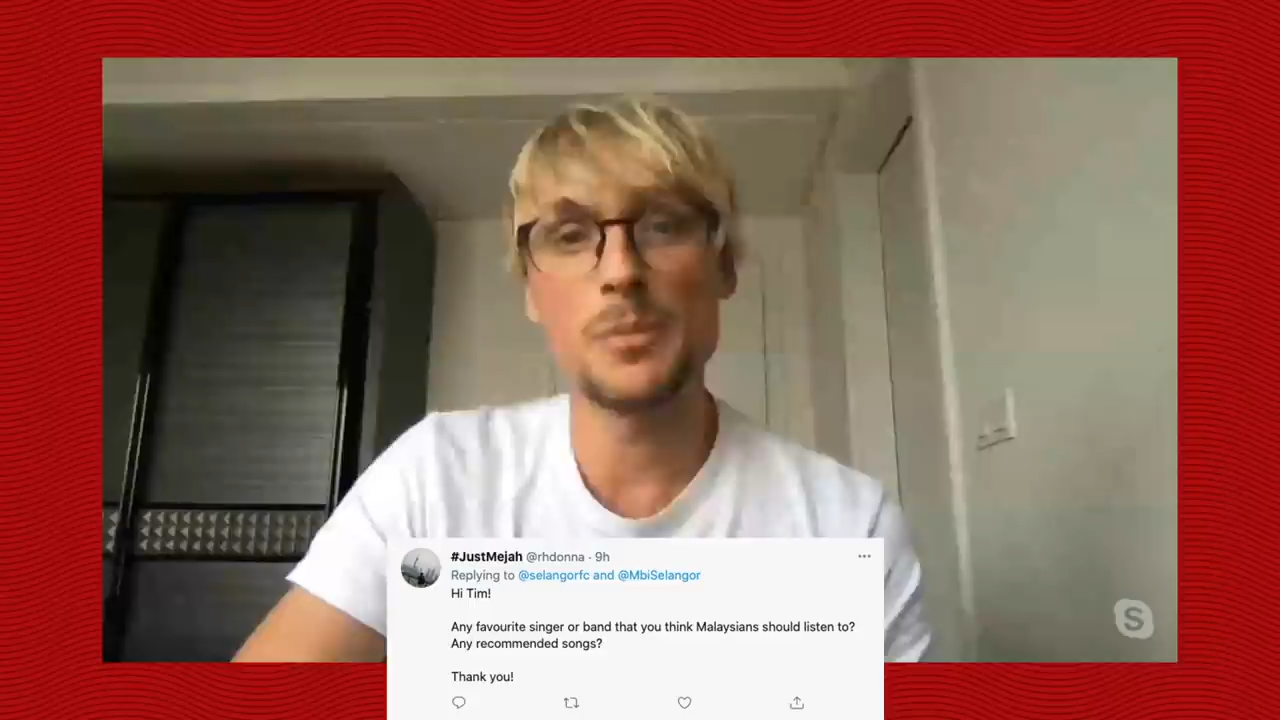 #JustMejah @rhdonna · 9h
Replying to @selangorfc and @MbiSelangor
Hi Tim!
Any favourite singer or band that you think Malaysians should listen to?
Any recommended songs?
Thank you!
S